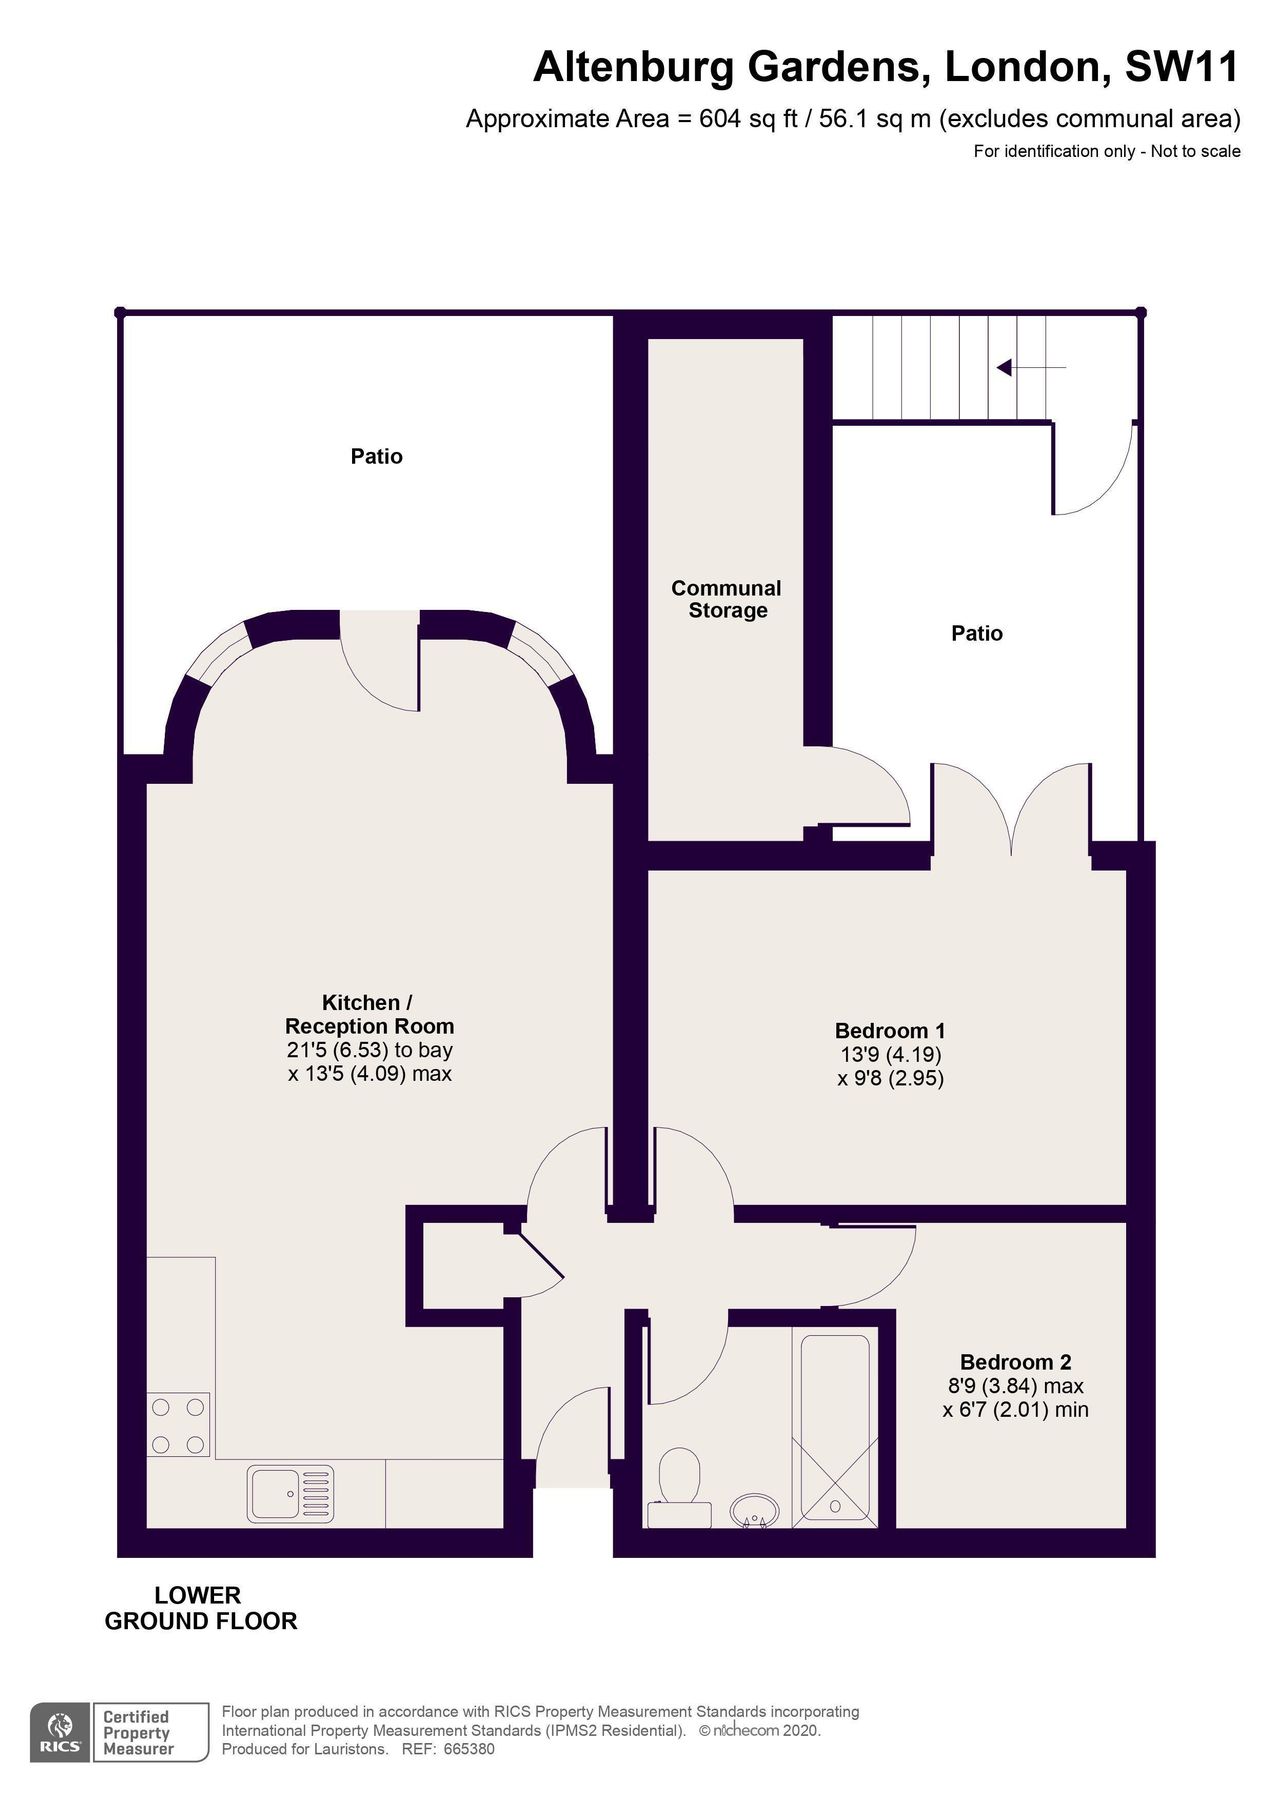 Altenburg Gardens, London, SW11
Approximate Area = 604 sq ft / 56.1 sq m (excludes communal area)
For identification only - Not to scale
Patio
Communal
Storage
Patio
Kitchen /
Reception Room
21'5 (6.53) to bay
x 13'5 (4.09) max
Bedroom 1
13'9 (4.19)
x 9'8 (2.95)
Bedroom 2
8'9 (3.84) max
x 6'7 (2.01) min
LOWER
GROUND FLOOR
RICS
Certified
Property
Measurer
Floor plan produced in accordance with RICS Property Measurement Standards incorporating
International Property Measurement Standards (IPMS2 Residential). © nichecom 2020.
Produced for Lauristons. REF: 665380